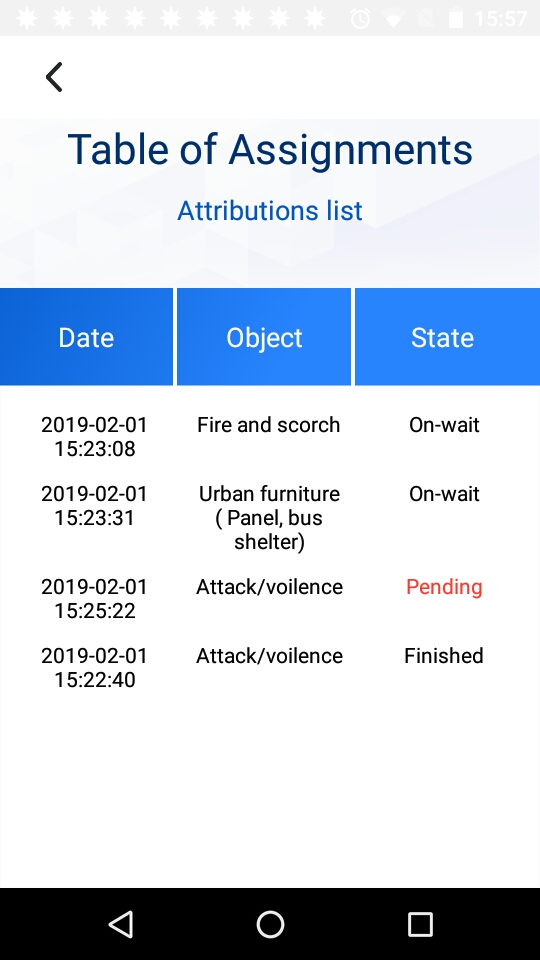 15:57
Table of Assignments
Attributions list
Date Object State
2019-02-01 Fire and scorch On-wait
15:23:08
2019-02-01 Urban furniture On-wait
15:23:31 ( Panel, bus
shelter)
2019-02-01 Attack/voilence Pending
15:25:22
2019-02-01 Attack/voilence Finished
15:22:40